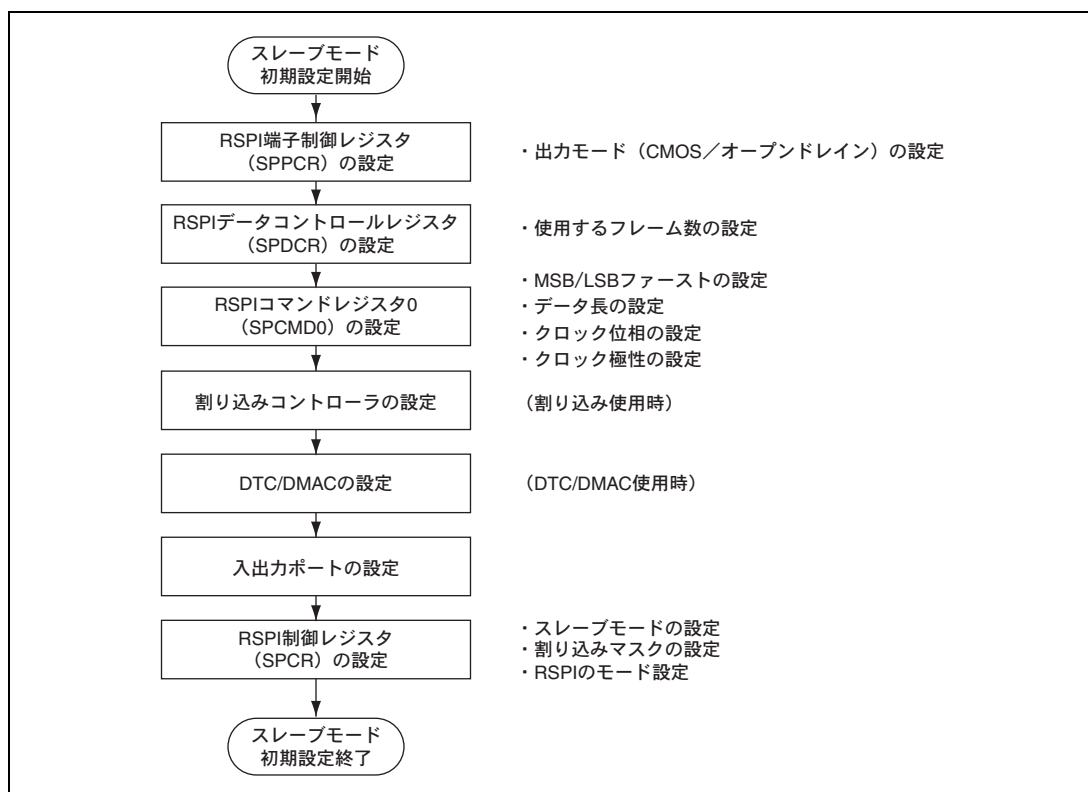 スレーブモード
初期設定開始
RSPI端子制御レジスタ
（SPPCR）の設定
・出力モード（CMOS／オープンドレイン）の設定
RSPIデータコントロールレジスタ
（SPDCR）の設定
・使用するフレーム数の設定
RSPIコマンドレジスタ0
（SPCMD0）の設定
・MSB/LSBファーストの設定
・データ長の設定
・クロック位相の設定
・クロック極性の設定
割り込みコントローラの設定
（割り込み使用時）
DTC/DMACの設定
（DTC/DMAC使用時）
入出力ポートの設定
RSPI制御レジスタ
（SPCR）の設定
・スレーブモードの設定
・割り込みマスクの設定
・RSPIのモード設定
スレーブモード
初期設定終了